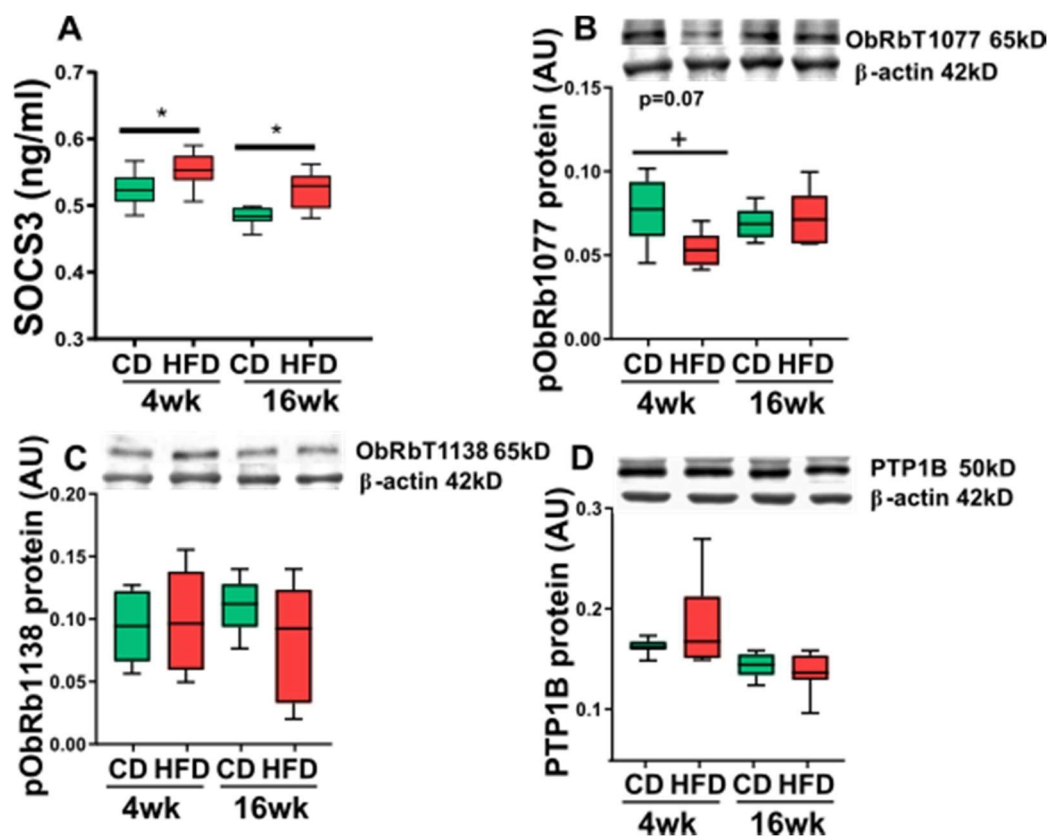 A
SOCS3 (ng/ml)
0.7
0.6
0.5
0.4
0.3
*
*
CD HFD CD HFD
4wk 16wk
B
ObRbT1077 65kD
β-actin 42kD
pObRb1077 protein (AU)
0.15
0.10
0.05
0.00
p=0.07
+
CD HFD CD HFD
4wk 16wk
C
ObRbT1138 65kD
β-actin 42kD
pObRb1138 protein (AU)
0.20
0.15
0.10
0.05
0.00
CD HFD CD HFD
4wk 16wk
D
PTP1B 50kD
β-actin 42kD
PTP1B protein (AU)
0.3
0.2
0.1
CD HFD CD HFD
4wk 16wk